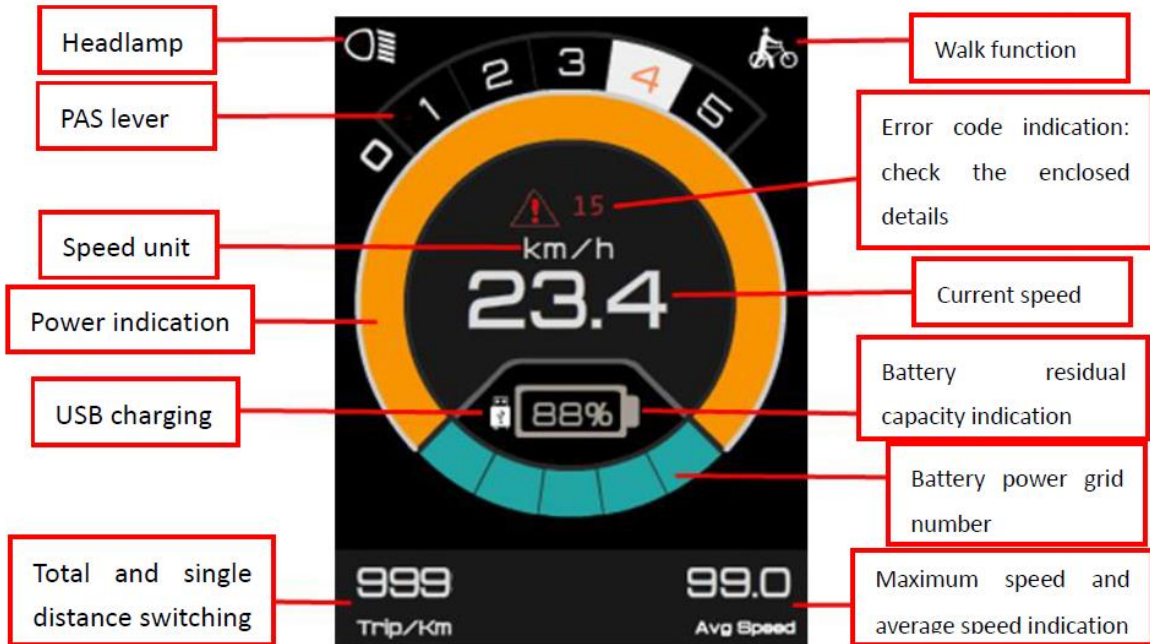 Headlamp
PAS lever
Speed unit
Power indication
USB charging
Total and single
distance switching
0 1 2 3 4 5
15
km/h
23.4
88%
999
Trip/Km
99.0
Avg Speed
Walk function
Error code indication:
check the enclosed
details
Current speed
Battery residual
capacity indication
Battery power grid
number
Maximum speed and
average speed indication